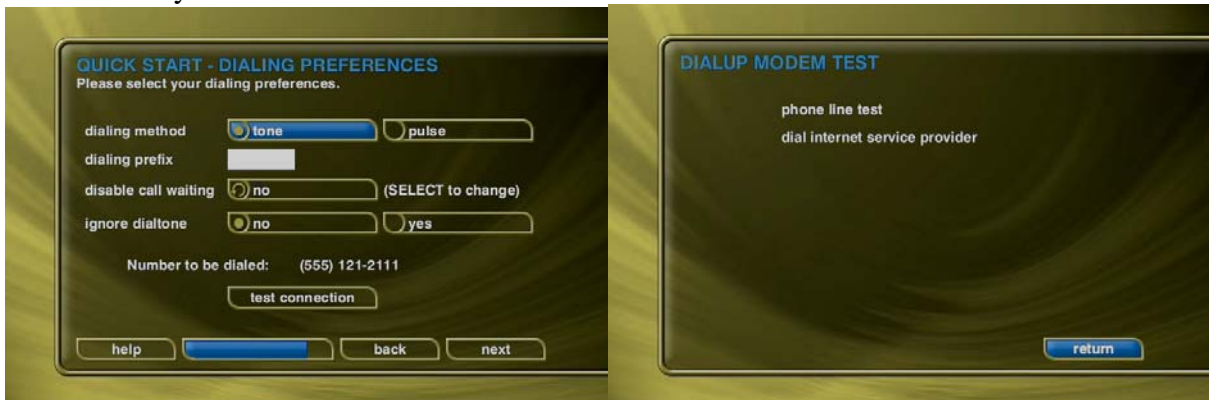 QUICK START - DIALING PREFERENCES
Please select your dialing preferences.
dialing method tone pulse
dialing prefix
disable call waiting no (SELECT to change)
ignore dialtone no yes
Number to be dialed: (555) 121-2111
test connection
help back next
DIALUP MODEM TEST
phone line test
dial internet service provider
return